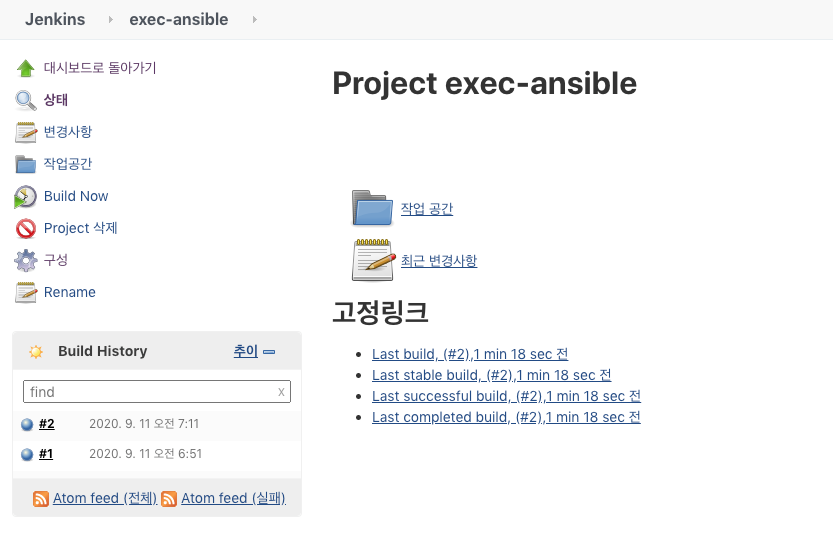 Jenkins exec-ansible
대시보드로 돌아가기
상태
변경사항
작업공간
Build Now
Project 삭제
구성
Rename
Build History 추이
find x
#2 2020. 9. 11 오전 7:11
#1 2020. 9. 11 오전 6:51
Atom feed (전체) Atom feed (실패)
Project exec-ansible
작업 공간
최근 변경사항
고정링크
Last build, (#2),1 min 18 sec 전
Last stable build, (#2),1 min 18 sec 전
Last successful build, (#2),1 min 18 sec 전
Last completed build, (#2),1 min 18 sec 전